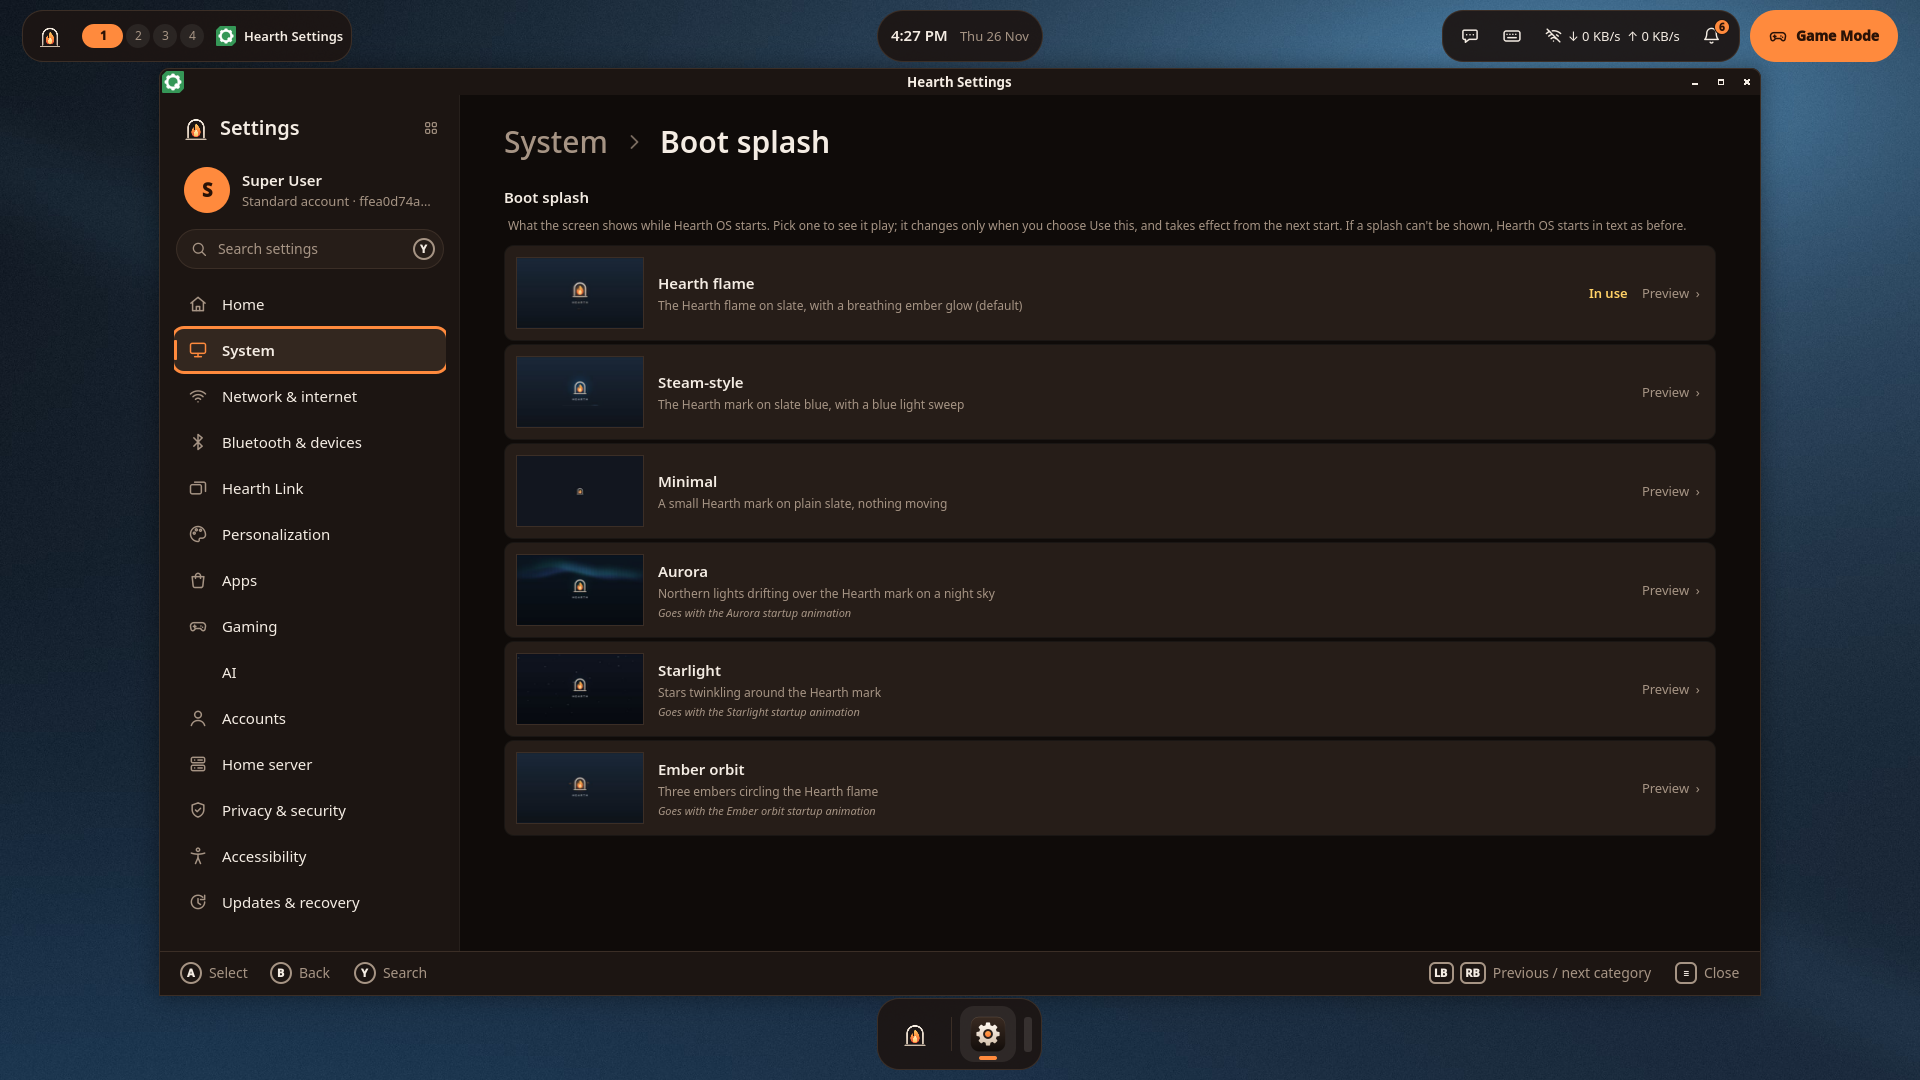 1 2 3 4 Hearth Settings
4:27 PM Thu 26 Nov
↓ 0 KB/s ↑ 0 KB/s
6
Game Mode
Hearth Settings
Settings
S
Super User
Standard account · ffea0d74a...
Search settings Y
Home
System
Network & internet
Bluetooth & devices
Hearth Link
Personalization
Apps
Gaming
AI
Accounts
Home server
Privacy & security
Accessibility
Updates & recovery
System > Boot splash
Boot splash
What the screen shows while Hearth OS starts. Pick one to see it play; it changes only when you choose Use this, and takes effect from the next start. If a splash can't be shown, Hearth OS starts in text as before.
Hearth flame
The Hearth flame on slate, with a breathing ember glow (default)
In use Preview ›
Steam-style
The Hearth mark on slate blue, with a blue light sweep
Preview ›
Minimal
A small Hearth mark on plain slate, nothing moving
Preview ›
Aurora
Northern lights drifting over the Hearth mark on a night sky
Goes with the Aurora startup animation
Preview ›
Starlight
Stars twinkling around the Hearth mark
Goes with the Starlight startup animation
Preview ›
Ember orbit
Three embers circling the Hearth flame
Goes with the Ember orbit startup animation
Preview ›
A Select B Back Y Search
LB RB Previous / next category ≡ Close